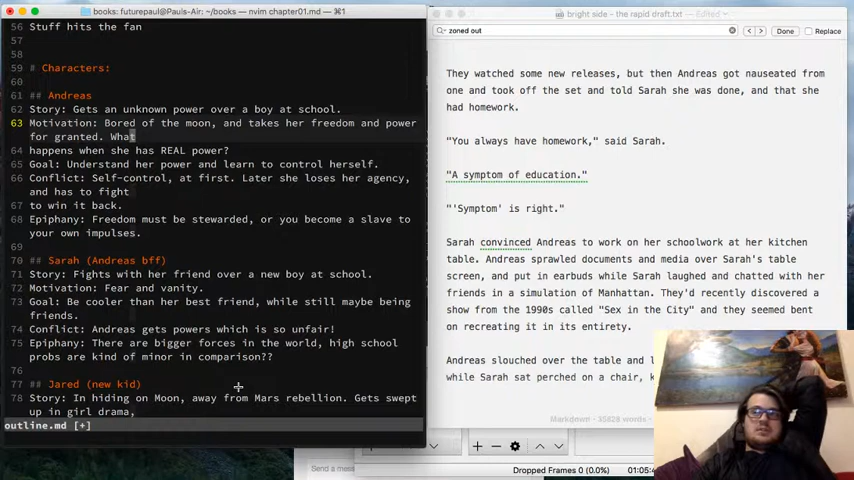 books: futurepaul@Pauls-Air: ~/books — nvim chapter01.md — ⌘1
56 Stuff hits the fan
57
58
59 # Characters:
60
61 ## Andreas
62 Story: Gets an unknown power over a boy at school.
63 Motivation: Bored of the moon, and takes her freedom and power
for granted. What
64 happens when she has REAL power?
65 Goal: Understand her power and learn to control herself.
66 Conflict: Self-control, at first. Later she loses her agency,
and has to fight
67 to win it back.
68 Epiphany: Freedom must be stewarded, or you become a slave to
your own impulses.
69
70 ## Sarah (Andreas bff)
71 Story: Fights with her friend over a new boy at school.
72 Motivation: Fear and vanity.
73 Goal: Be cooler than her best friend, while still maybe being
friends.
74 Conflict: Andreas gets powers which is so unfair!
75 Epiphany: There are bigger forces in the world, high school
probs are kind of minor in comparison??
76
77 ## Jared (new kid)
78 Story: In hiding on Moon, away from Mars rebellion. Gets swept
up in girl drama,
outline.md [+]
bright side - the rapid draft.txt — Edited
zoned out
Done
Replace
They watched some new releases, but then Andreas got nauseated from
one and took off the set and told Sarah she was done, and that she
had homework.
"You always have homework," said Sarah.
"A symptom of education."
"'Symptom' is right."
Sarah convinced Andreas to work on her schoolwork at her kitchen
table. Andreas sprawled documents and media over Sarah's table
screen, and put in earbuds while Sarah laughed and chatted with her
friends in a simulation of Manhattan. They'd recently discovered a
show from the 1990s called "Sex in the City" and they seemed bent
on recreating it in its entirety.
Andreas slouched over the table and
while Sarah sat perched on a chair,
Markdown
words
Send a
Dropped Frames 0 (0.0%)